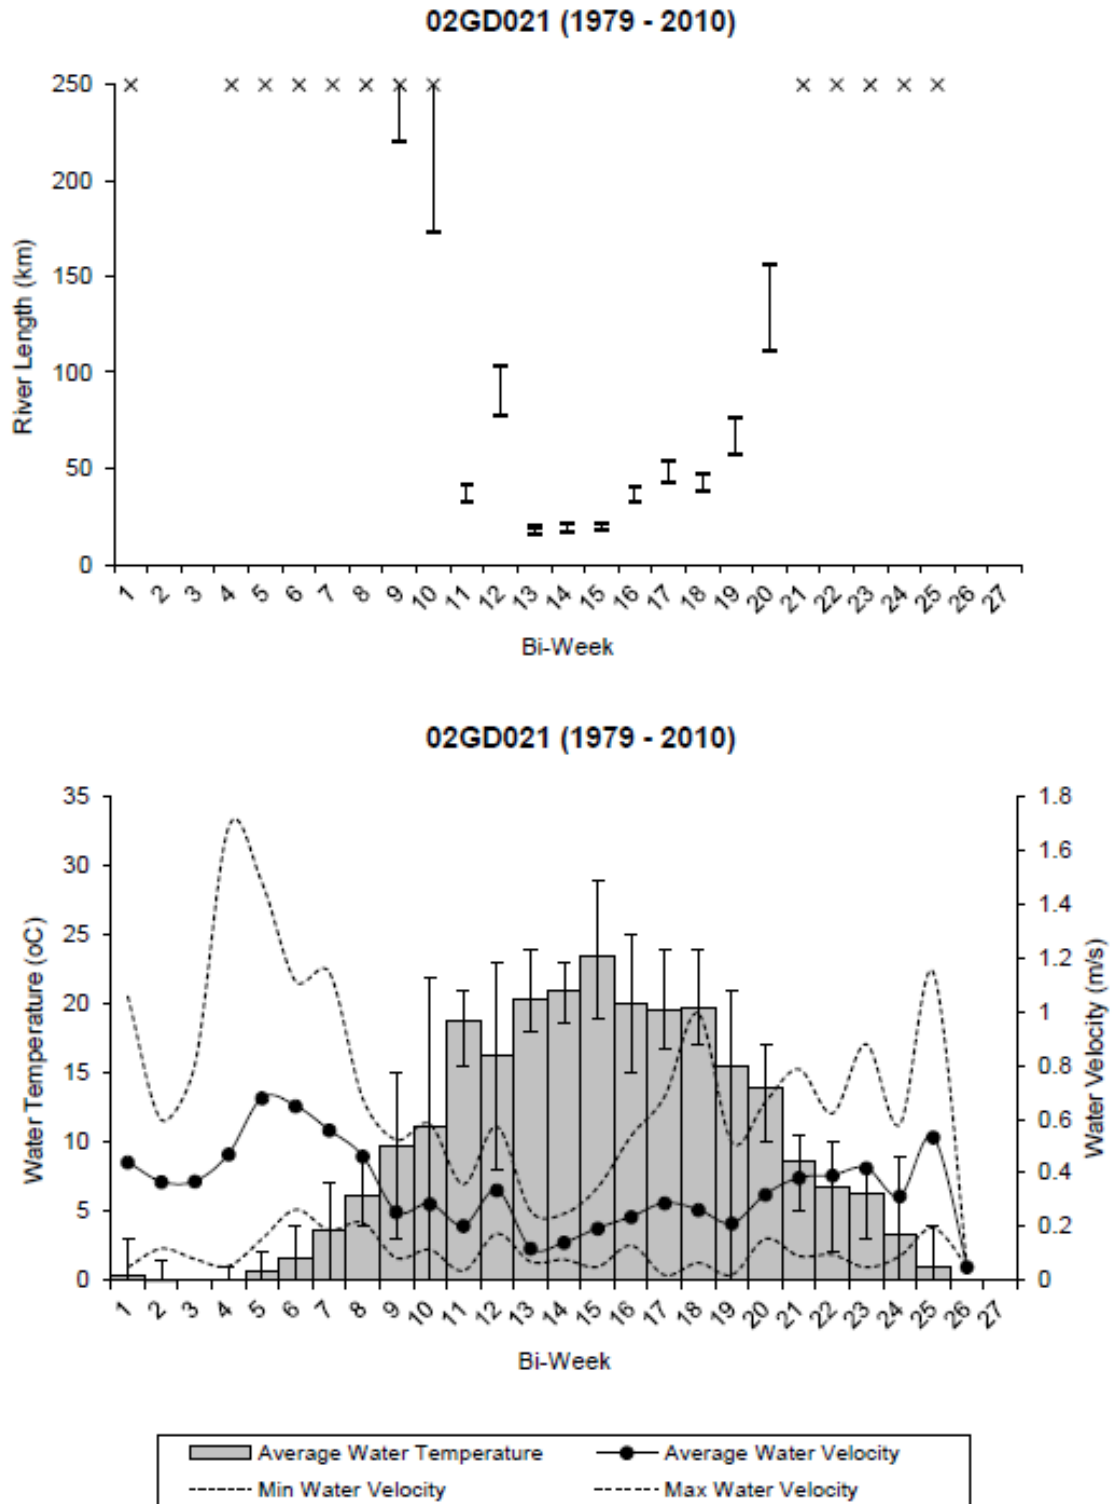 02GD021 (1979 - 2010)
250
200
150
100
50
0
River Length (km)
1 2 3 4 5 6 7 8 9 10 11 12 13 14 15 16 17 18 19 20 21 22 23 24 25 26 27
Bi-Week
02GD021 (1979 - 2010)
35
30
25
20
15
10
5
0
Water Temperature (oC)
1.8
1.6
1.4
1.2
1
0.8
0.6
0.4
0.2
0
Water Velocity (m/s)
1 2 3 4 5 6 7 8 9 10 11 12 13 14 15 16 17 18 19 20 21 22 23 24 25 26 27
Bi-Week
Average Water Temperature
Average Water Velocity
Min Water Velocity
Max Water Velocity